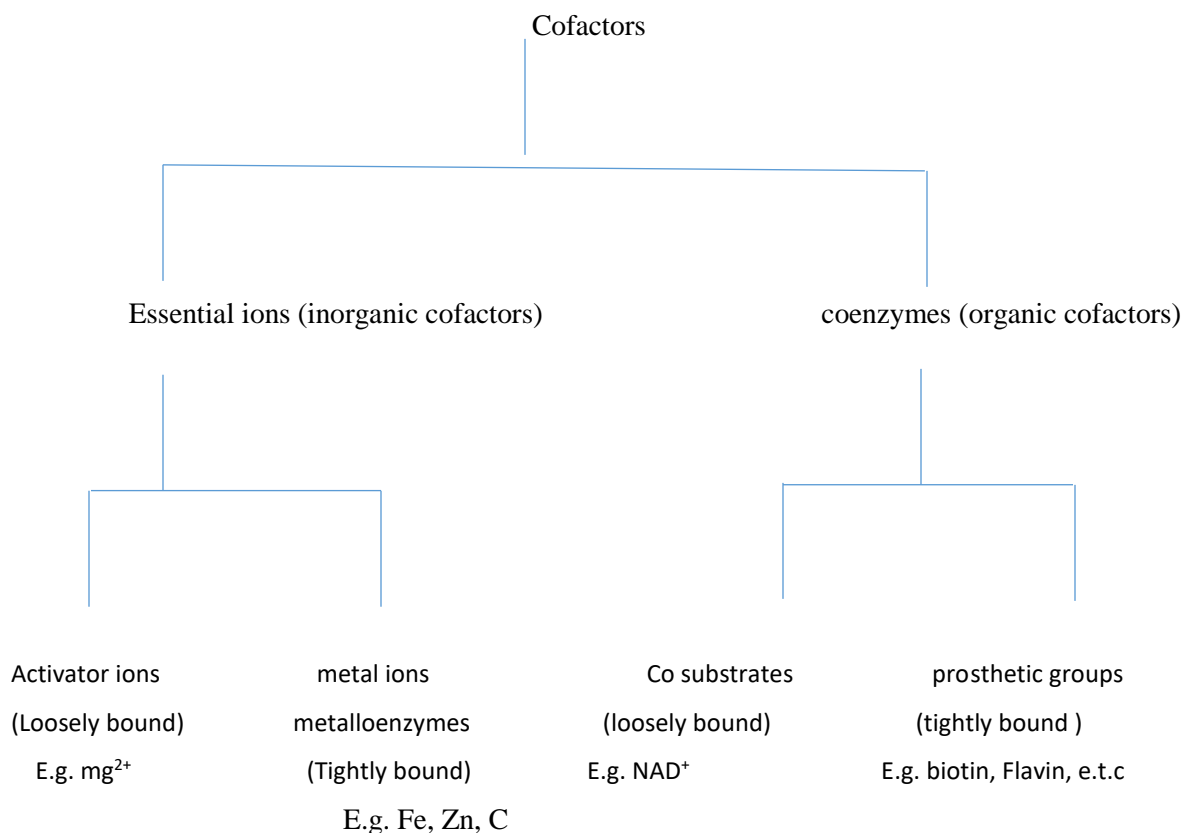 Cofactors
Essential ions (inorganic cofactors) coenzymes (organic cofactors)
Activator ions metal ions Co substrates prosthetic groups
(Loosely bound) metalloenzymes (loosely bound) (tightly bound )
E.g. mg²⁺ (Tightly bound) E.g. NAD⁺ E.g. biotin, Flavin, e.t.c
E.g. Fe, Zn, C